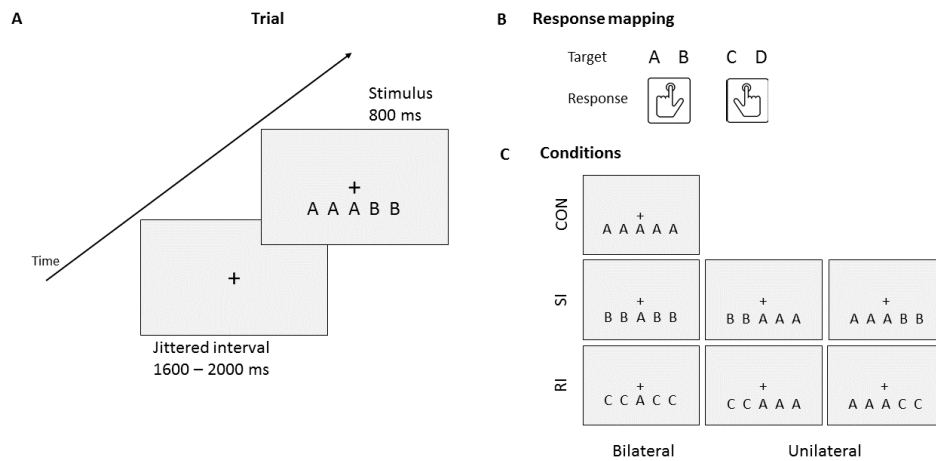 A Trial
Stimulus
800 ms
+
A A A B B
Time
+
Jittered interval
1600 – 2000 ms
B Response mapping
Target A B C D
Response
C Conditions
CON
+
A A A A A
SI
+ + +
B B A B B B B A A A A A A B B
RI
+ + +
C C A C C C C A A A A A A C C
Bilateral Unilateral